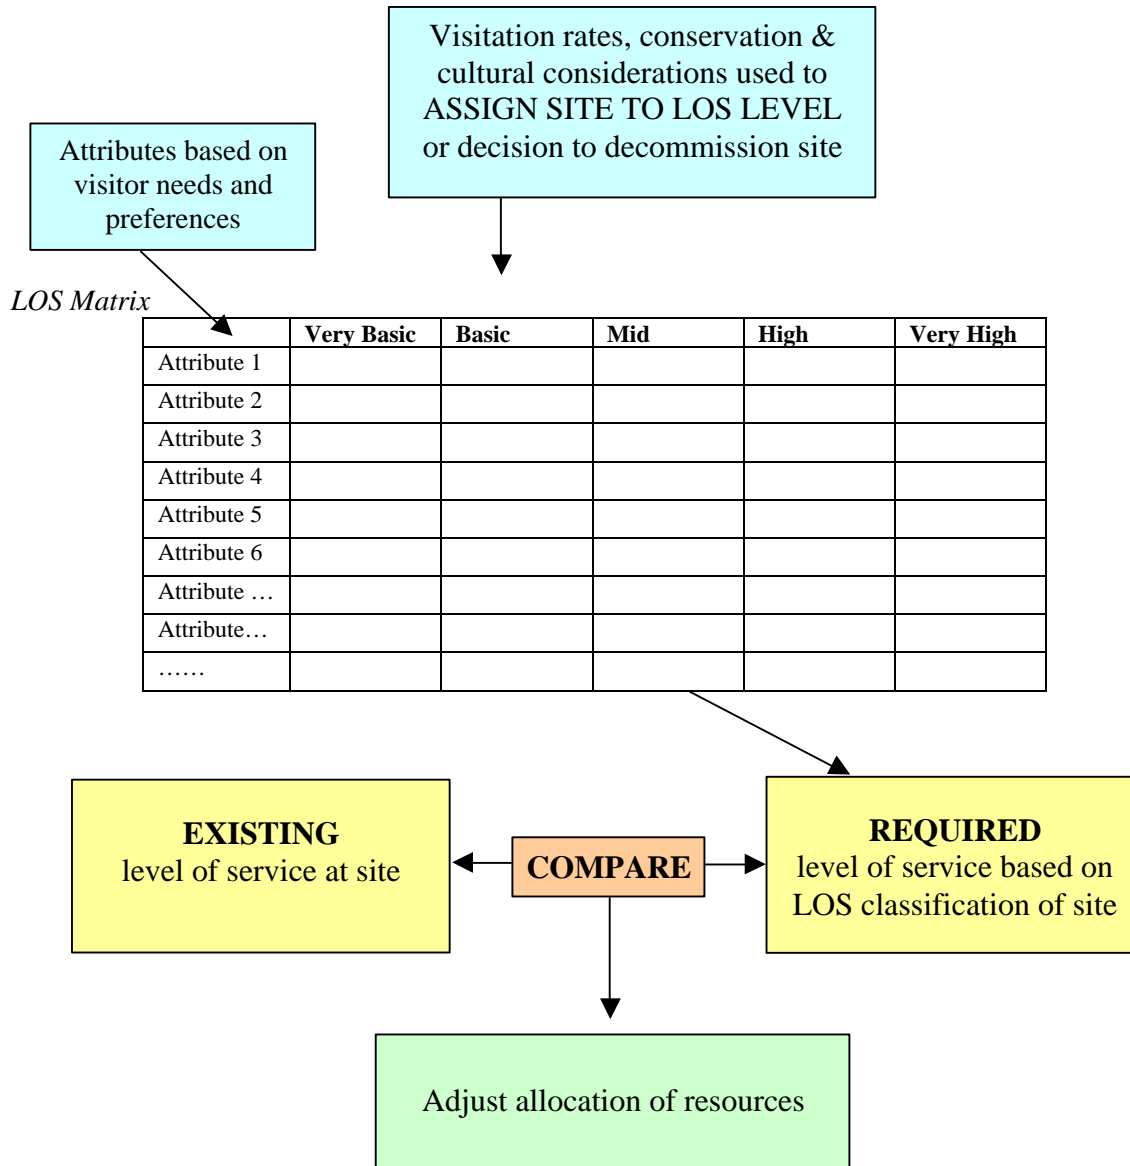 Visitation rates, conservation &
cultural considerations used to
ASSIGN SITE TO LOS LEVEL
or decision to decommission site
Attributes based on
visitor needs and
preferences
LOS Matrix
Very Basic Basic Mid High Very High
Attribute 1
Attribute 2
Attribute 3
Attribute 4
Attribute 5
Attribute 6
Attribute …
Attribute…
……
EXISTING
level of service at site
COMPARE
REQUIRED
level of service based on
LOS classification of site
Adjust allocation of resources